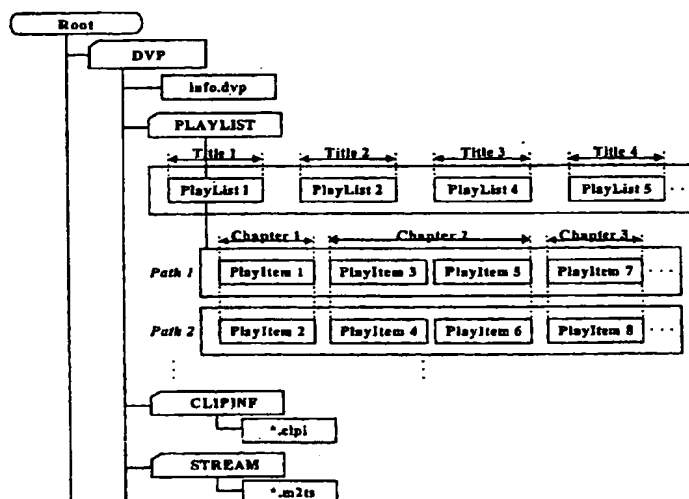 Root
DVP
info.dvp
PLAYLIST
Title 1 Title 2 Title 3 Title 4
PlayList 1 PlayList 2 PlayList 4 PlayList 5 . . .
Chapter 1 Chapter 2 Chapter 3
Path 1 PlayItem 1 PlayItem 3 PlayItem 5 PlayItem 7 . . .
Path 2 PlayItem 2 PlayItem 4 PlayItem 6 PlayItem 8 . . .
CLIPINF
*.clpi
STREAM
*.m2ts